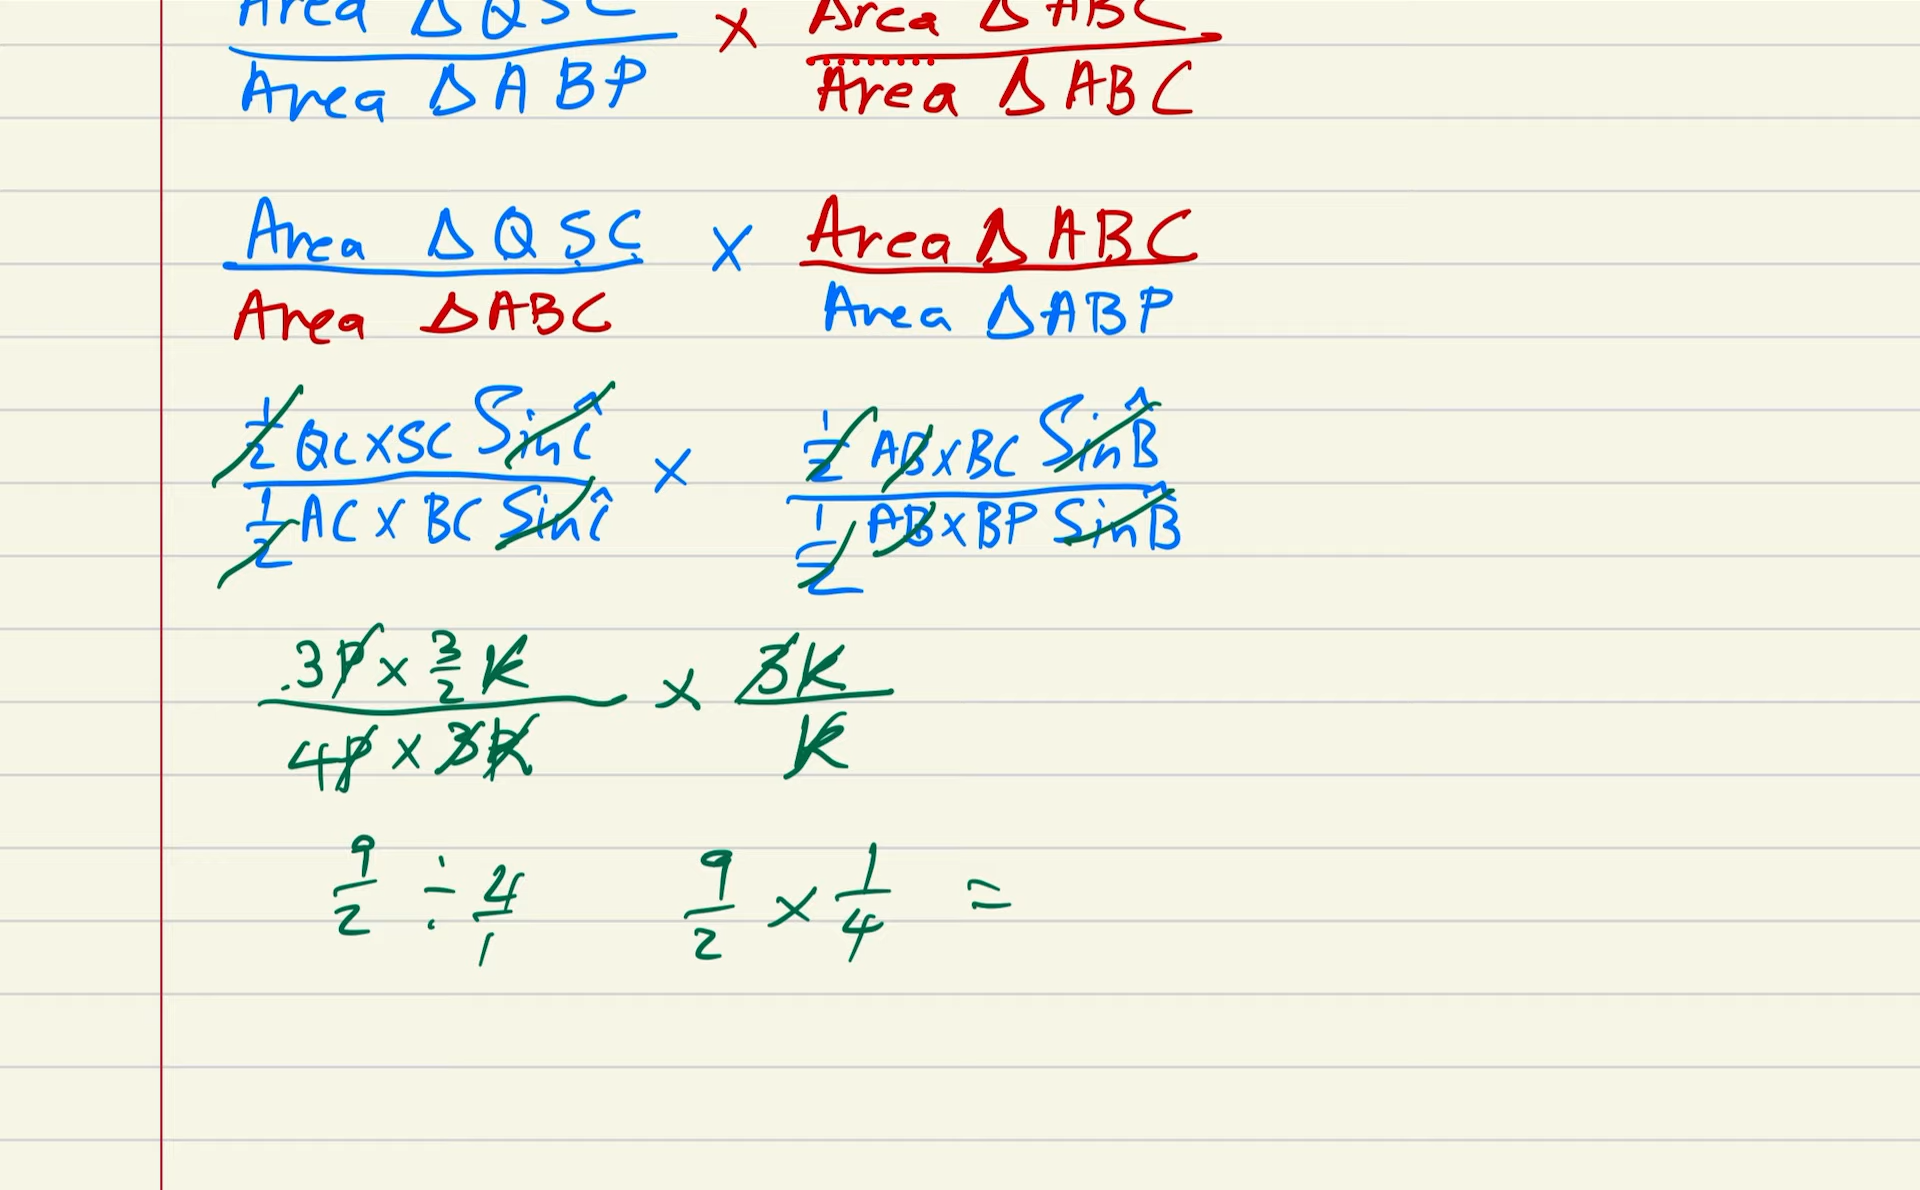 Area ΔQSC × Area ΔABC
Area ΔABP Area ΔABC
Area ΔQSC × Area ΔABC
Area ΔABC Area ΔABP
1/2 QC×SC Sin Ĉ × 1/2 AB×BC Sin B̂
1/2 AC×BC Sin Ĉ 1/2 AB×BP Sin B̂
3p × 3/2 K × 3K
4p × 3K K
9/2 ÷ 4/1 9/2 × 1/4 =